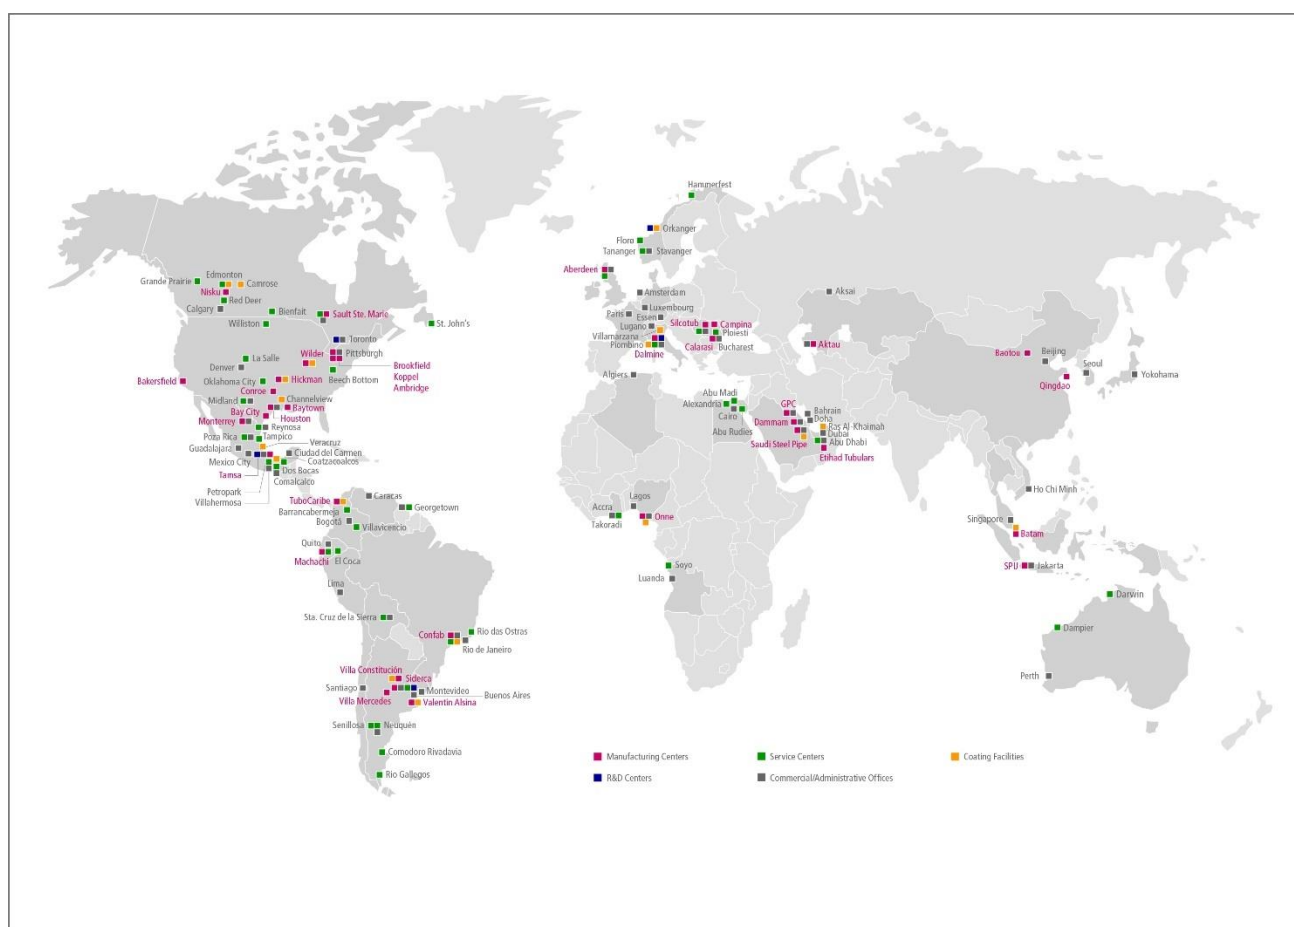 Hammerfest
Orkanger
Floro
Tananger
Stavanger
Aberdeen
Amsterdam
Luxembourg
Paris
Essen
Lugano
Villamarzana
Piombino
Dalmine
Silcotub
Campina
Ploiesti
Calarasi
Bucharest
Aksai
Aktau
Baotou
Beijing
Seoul
Yokohama
Qingdao
Edmonton
Grande Prairie
Camrose
Nisku
Red Deer
Calgary
Bienfait
Sault Ste. Marie
Williston
St. John's
Toronto
Wilder
Pittsburgh
La Salle
Denver
Brookfield
Koppel
Ambridge
Beech Bottom
Bakersfield
Oklahoma City
Hickman
Conroe
Midland
Channelview
Bay City
Baytown
Monterrey
Houston
Reynosa
Poza Rica
Tampico
Veracruz
Guadalajara
Ciudad del Carmen
Mexico City
Coatzacoalcos
Tamsa
Dos Bocas
Comalcalco
Petropark
Villahermosa
Algiers
Abu Madi
Alexandria
Cairo
Abu Rudies
GPC
Bahrain
Dammam
Doha
Ras Al-Khaimah
Dubai
Saudi Steel Pipe
Abu Dhabi
Etihad Tubulars
TuboCaribe
Caracas
Barrancabermeja
Georgetown
Bogotá
Villavicencio
Quito
Machachi
El Coca
Lima
Lagos
Accra
Takoradi
Onne
Soyo
Luanda
Ho Chi Minh
Singapore
Batam
SPIJ
Jakarta
Darwin
Dampier
Perth
Sta. Cruz de la Sierra
Confab
Rio das Ostras
Rio de Janeiro
Villa Constitución
Siderca
Santiago
Montevideo
Buenos Aires
Villa Mercedes
Valentin Alsina
Senillosa
Neuquén
Comodoro Rivadavia
Rio Gallegos
Manufacturing Centers
Service Centers
Coating Facilities
R&D Centers
Commercial/Administrative Offices